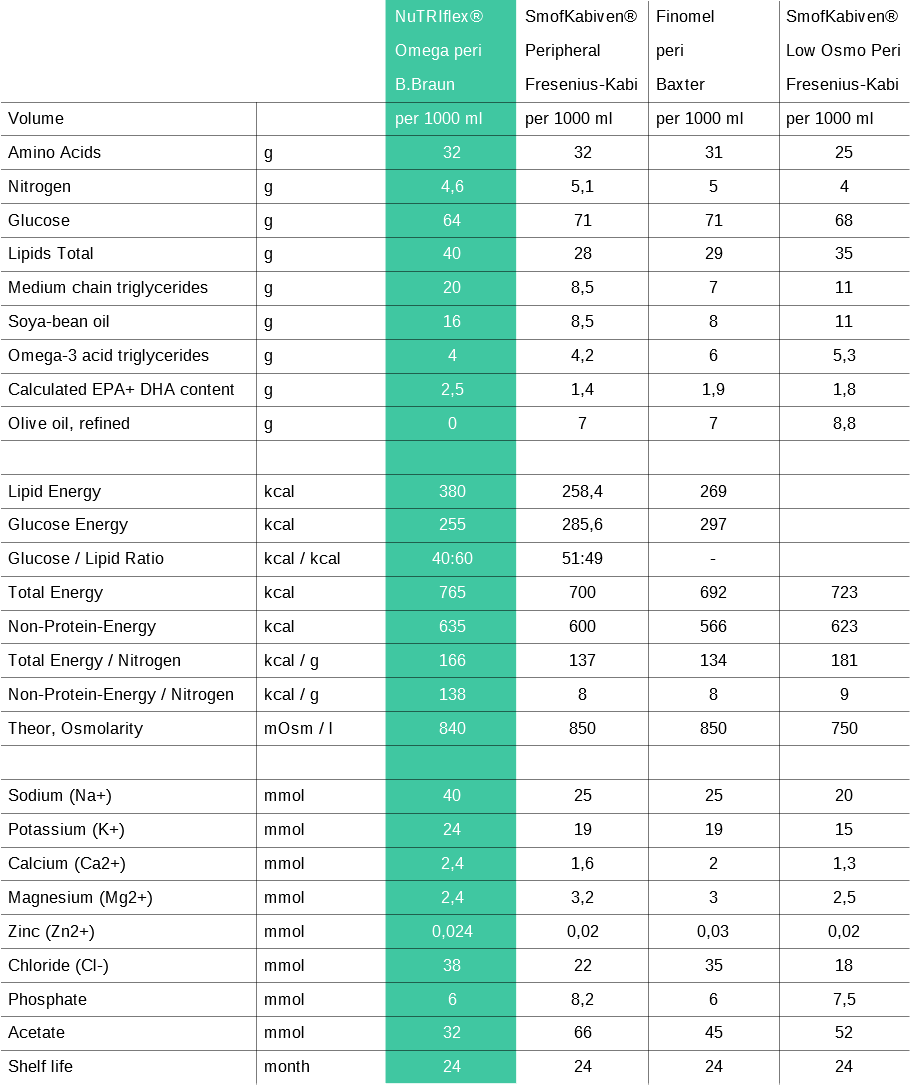 NuTRIflex® SmofKabiven® Finomel SmofKabiven®
Omega peri Peripheral peri Low Osmo Peri
B.Braun Fresenius-Kabi Baxter Fresenius-Kabi
Volume per 1000 ml per 1000 ml per 1000 ml per 1000 ml
Amino Acids g 32 32 31 25
Nitrogen g 4,6 5,1 5 4
Glucose g 64 71 71 68
Lipids Total g 40 28 29 35
Medium chain triglycerides g 20 8,5 7 11
Soya-bean oil g 16 8,5 8 11
Omega-3 acid triglycerides g 4 4,2 6 5,3
Calculated EPA+ DHA content g 2,5 1,4 1,9 1,8
Olive oil, refined g 0 7 7 8,8
Lipid Energy kcal 380 258,4 269
Glucose Energy kcal 255 285,6 297
Glucose / Lipid Ratio kcal / kcal 40:60 51:49 -
Total Energy kcal 765 700 692 723
Non-Protein-Energy kcal 635 600 566 623
Total Energy / Nitrogen kcal / g 166 137 134 181
Non-Protein-Energy / Nitrogen kcal / g 138 8 8 9
Theor, Osmolarity mOsm / l 840 850 850 750
Sodium (Na+) mmol 40 25 25 20
Potassium (K+) mmol 24 19 19 15
Calcium (Ca2+) mmol 2,4 1,6 2 1,3
Magnesium (Mg2+) mmol 2,4 3,2 3 2,5
Zinc (Zn2+) mmol 0,024 0,02 0,03 0,02
Chloride (Cl-) mmol 38 22 35 18
Phosphate mmol 6 8,2 6 7,5
Acetate mmol 32 66 45 52
Shelf life month 24 24 24 24